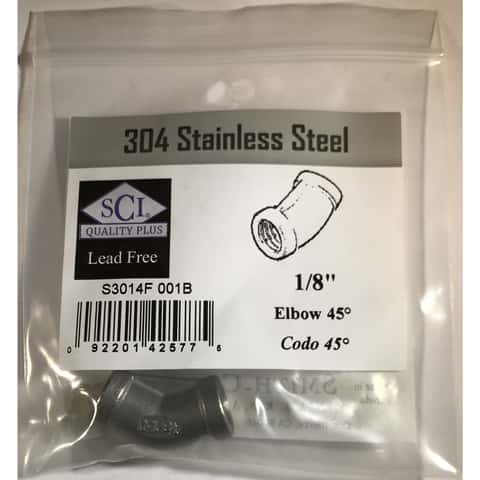 304 Stainless Steel
SCI®
QUALITY PLUS
Lead Free
S3014F 001B
0 92201 42577 6
1/8"
Elbow 45°
Codo 45°